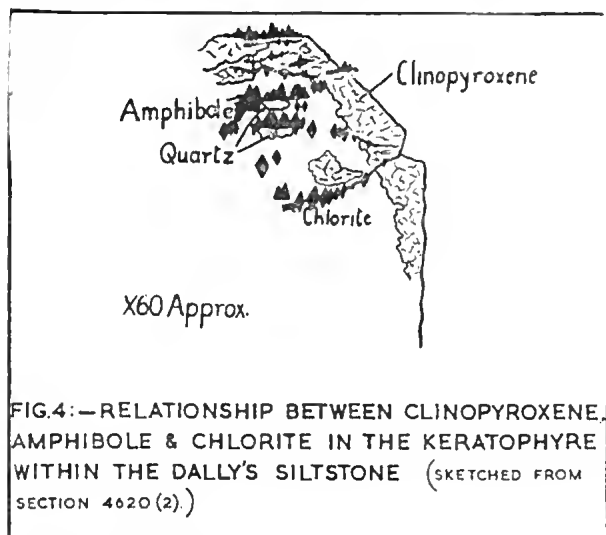 Clinopyroxene
Amphibole
Quartz
Chlorite
X60 Approx.
FIG.4:—RELATIONSHIP BETWEEN CLINOPYROXENE,
AMPHIBOLE & CHLORITE IN THE KERATOPHYRE
WITHIN THE DALLY'S SILTSTONE (SKETCHED FROM
SECTION 4620(2).)